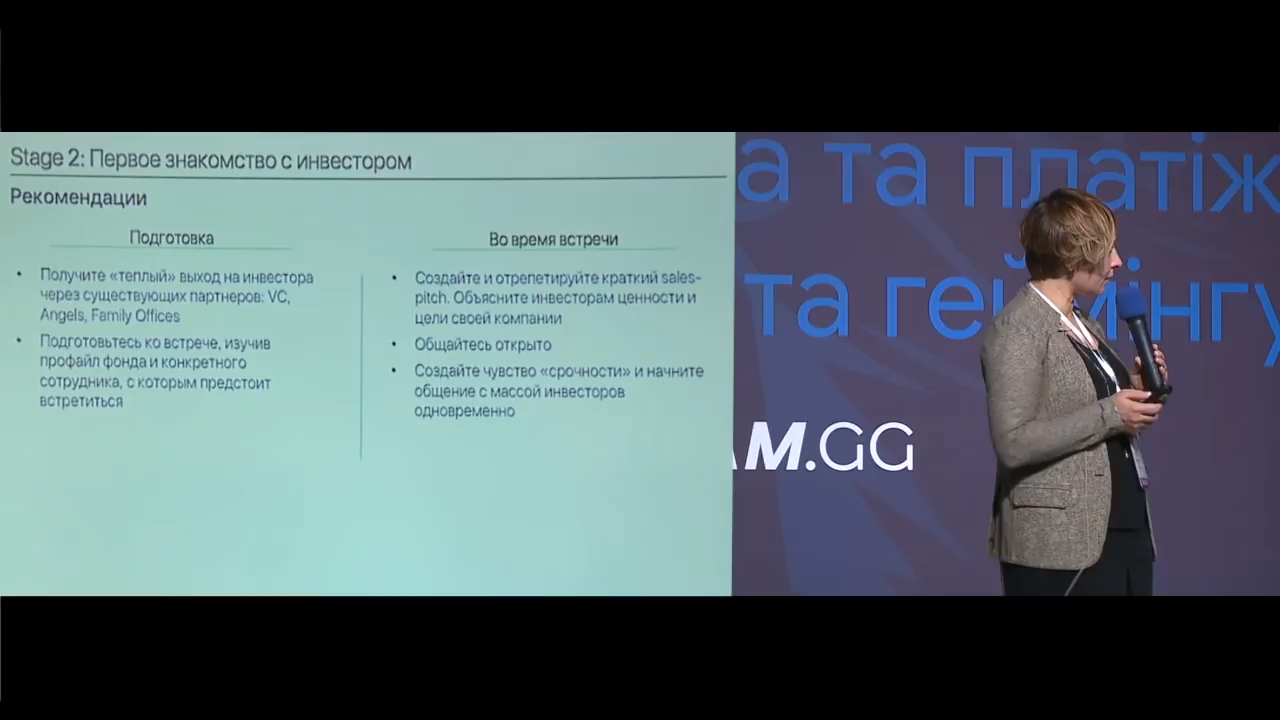 Stage 2: Первое знакомство с инвестором
Рекомендации
Подготовка
• Получите «теплый» выход на инвестора
через существующих партнеров: VC,
Angels, Family Offices
• Подготовьтесь ко встрече, изучив
профайл фонда и конкретного
сотрудника, с которым предстоит
встретиться
Во время встречи
• Создайте и отрепетируйте краткий sales-
pitch. Объясните инвесторам ценности и
цели своей компании
• Общайтесь открыто
• Создайте чувство «срочности» и начните
общение с массой инвесторов
одновременно
а та платіж
та геймінгу
M.GG